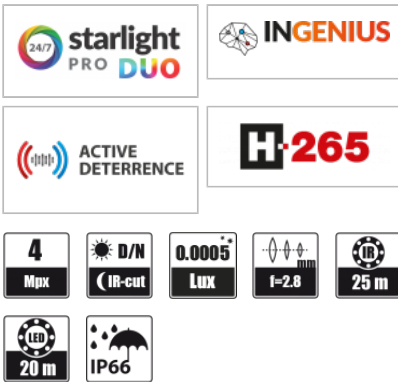 24/7 starlight
PRO DUO
INGENIUS
ACTIVE
DETERRENCE
H·265
4
Mpx
D/N
IR-cut
0.0005
Lux
mm
f=2.8
IR
25 m
LED
20 m
IP66